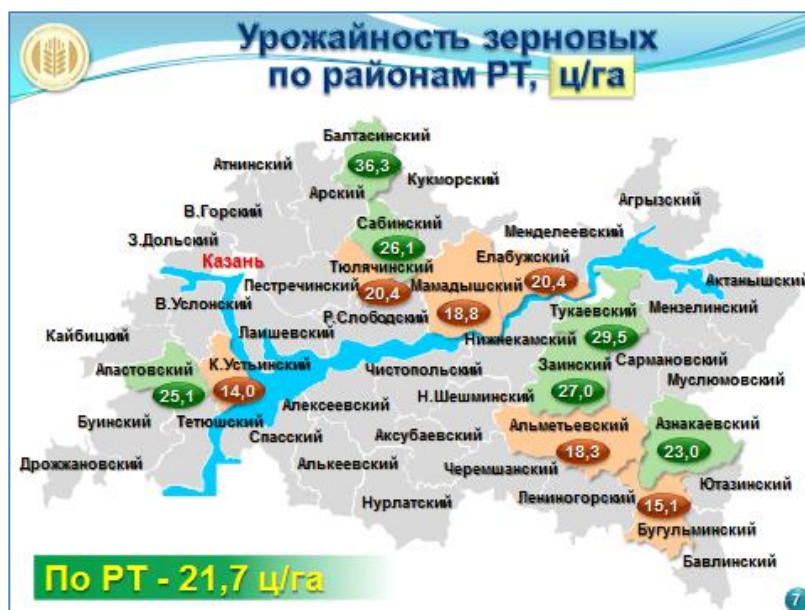 Урожайность зерновых
по районам РТ, ц/га
Балтасинский
36,3
Атнинский
Кукморский
Арский
Агрызский
В.Горский
Сабинский
26,1
Менделеевский
З.Дольский
Казань
Тюлячинский
Елабужский
Пестречинский
20,4
Мамадышский
20,4
Актанышский
В.Услонский
18,8
Р.Слободский
Тукаевский
Мензелинский
Кайбицкий
Лаишевский
Нижнекамский
29,5
Апастовский
К.Устьинский
Чистопольский
Заинский
Сармановский
25,1
14,0
27,0
Муслюмовский
Н.Шешминский
Алексеевский
Буинский
Тетюшский
Альметьевский
Азнакаевский
Спасский
Аксубаевский
18,3
23,0
Дрожжановский
Алькеевский
Черемшанский
Ютазинский
Нурлатский
Лениногорский
15,1
Бугульминский
Бавлинский
По РТ - 21,7 ц/га
7